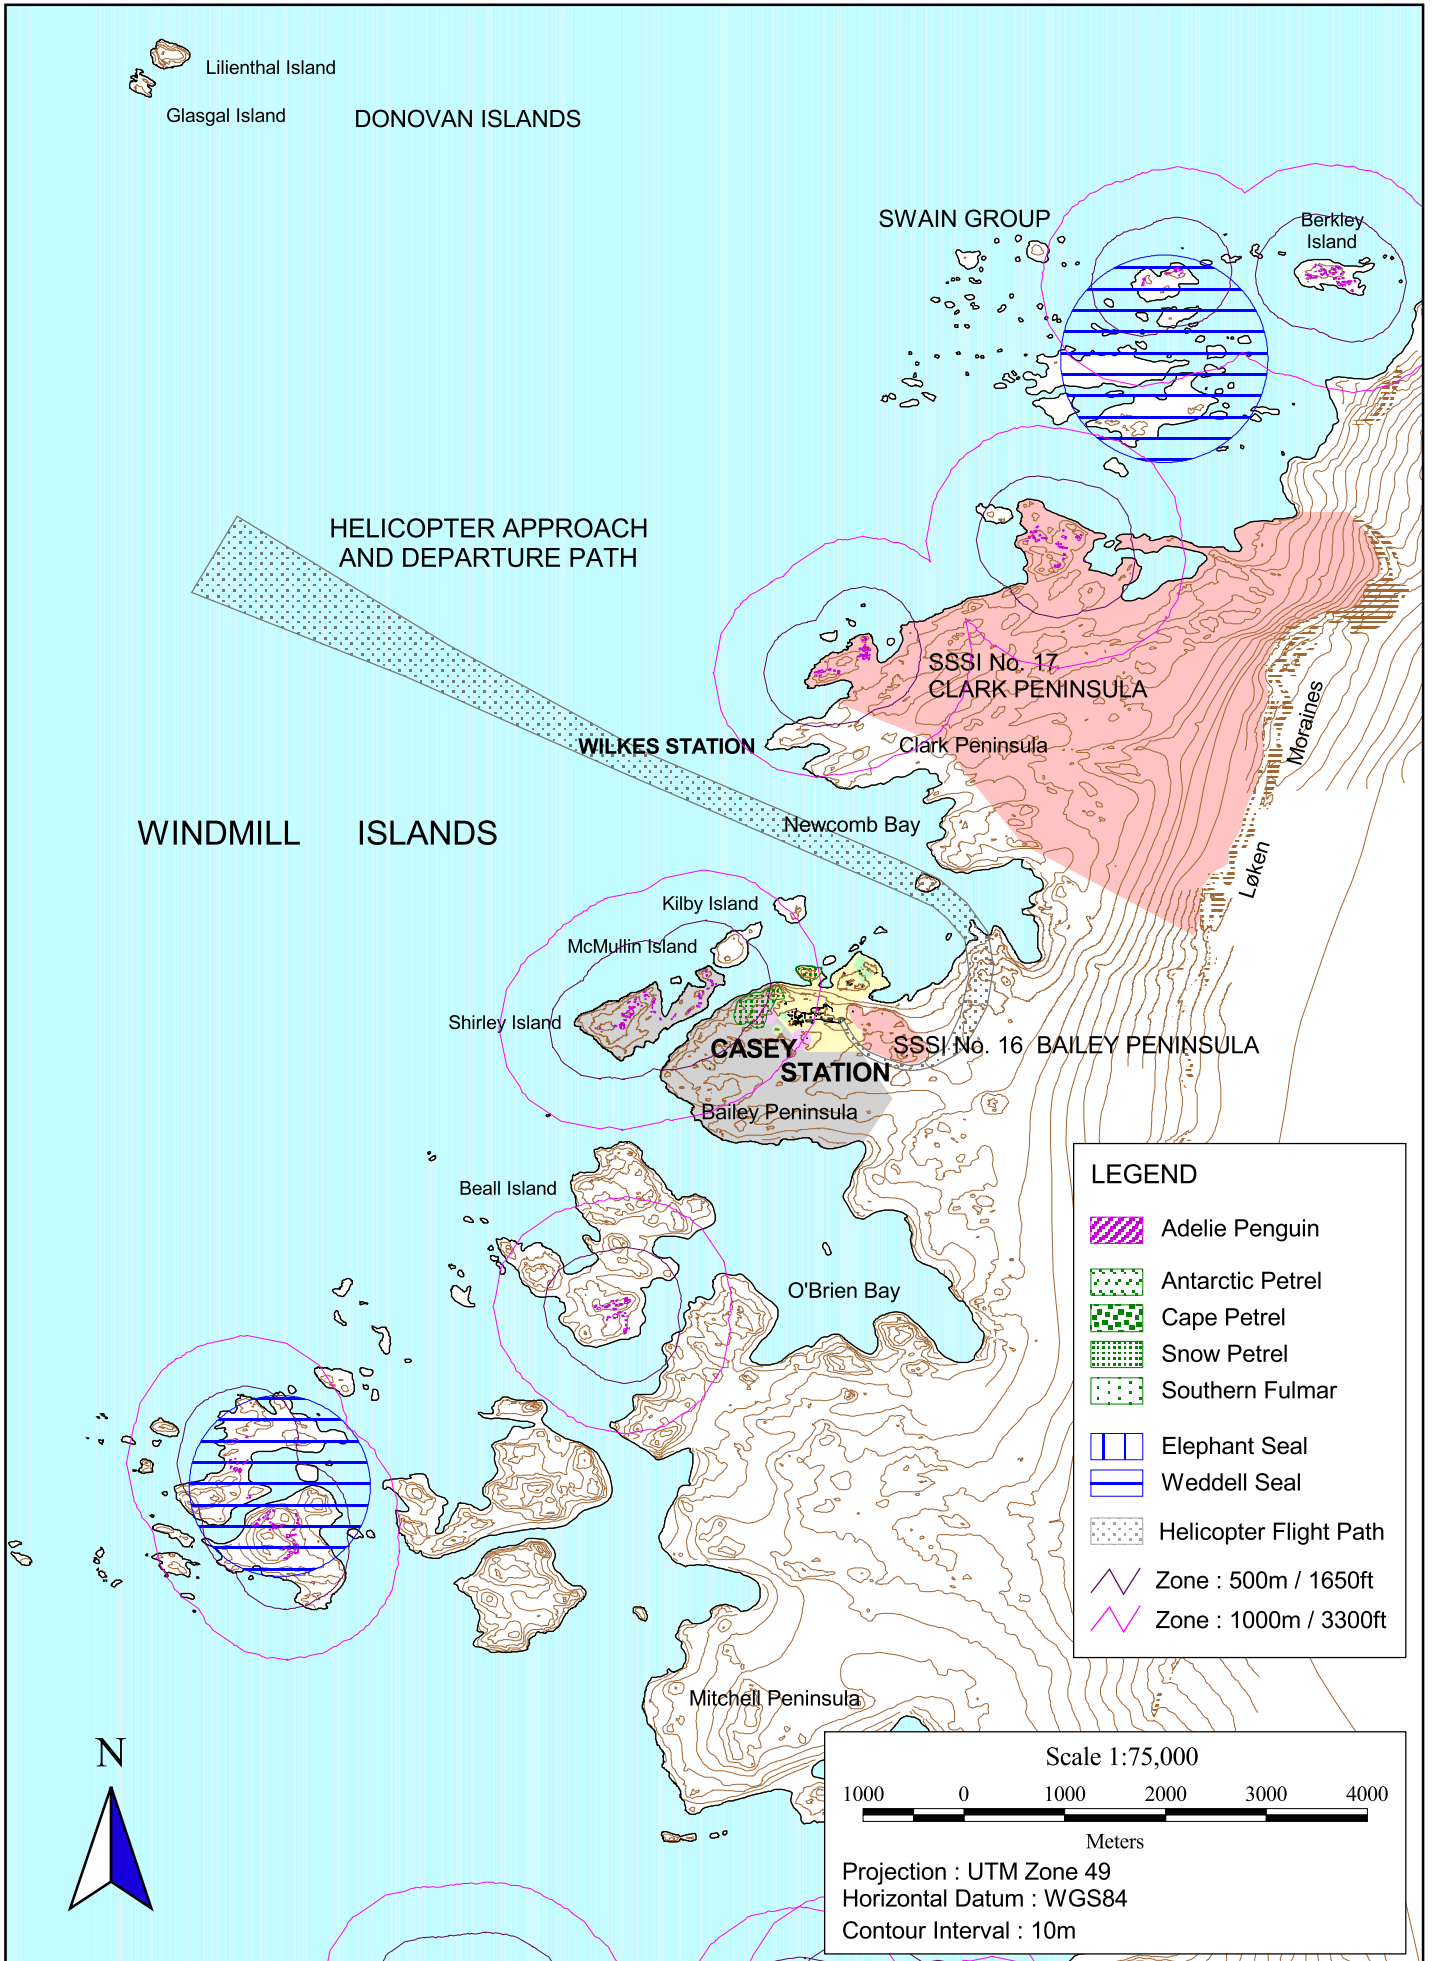 Lilienthal Island
Glasgal Island
DONOVAN ISLANDS
SWAIN GROUP
Berkley
Island
HELICOPTER APPROACH
AND DEPARTURE PATH
SSSI No. 17
CLARK PENINSULA
WILKES STATION
Clark Peninsula
Moraines
Løken
Newcomb Bay
WINDMILL ISLANDS
Kilby Island
McMullin Island
Shirley Island
CASEY
STATION
SSSI No. 16 BAILEY PENINSULA
Bailey Peninsula
Beall Island
O'Brien Bay
Mitchell Peninsula
LEGEND
Adelie Penguin
Antarctic Petrel
Cape Petrel
Snow Petrel
Southern Fulmar
Elephant Seal
Weddell Seal
Helicopter Flight Path
Zone : 500m / 1650ft
Zone : 1000m / 3300ft
N
Scale 1:75,000
1000 0 1000 2000 3000 4000
Meters
Projection : UTM Zone 49
Horizontal Datum : WGS84
Contour Interval : 10m